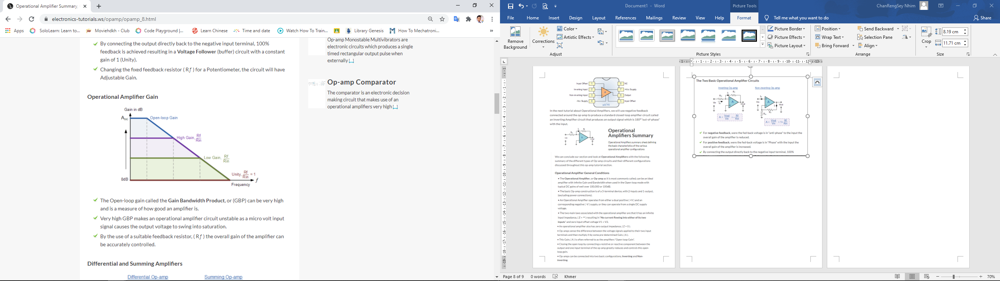 Operational Amplifier Summary,
electronics-tutorials.ws/opamp/opamp_8.html
Apps
SoloLearn: Learn to...
Moviehdkh - Club
Code Playground |...
Learn Chinese
Time and date
Watch How To Train...
Library Genesis
How To Mechatroni...
»
By connecting the output directly back to the negative input terminal, 100%
feedback is achieved resulting in a Voltage Follower (buffer) circuit with a constant
gain of 1 (Unity).
Changing the fixed feedback resistor ( Rƒ ) for a Potentiometer, the circuit will have
Adjustable Gain.
Operational Amplifier Gain
Gain in dB
A(o)
Open-loop Gain
High Gain, Rf/Rin
Low Gain, Rf/Rin
Unity, Rf/Rin = 1
0dB
Frequency
ƒ
The Open-loop gain called the Gain Bandwidth Product, or (GBP) can be very high
and is a measure of how good an amplifier is.
Very high GBP makes an operational amplifier circuit unstable as a micro volt input
signal causes the output voltage to swing into saturation.
By the use of a suitable feedback resistor, ( Rƒ ) the overall gain of the amplifier can
be accurately controlled.
Differential and Summing Amplifiers
Differential Op-amp
Summing Op-amp
Op-amp Monostable Multivibrators are
electronic circuits which produces a single
timed rectangular output pulse when
externally [...]
Op-amp Comparator
The comparator is an electronic decision
making circuit that makes use of an
operational amplifiers very high [...]
Document1 - Word
Picture Tools
ChanRengSey Nhim
File
Home
Insert
Design
Layout
References
Mailings
Review
View
Help
Format
Tell me what you want to do
Share
Remove
Background
Corrections
Color
Artistic Effects
Adjust
Picture Styles
Picture Border
Picture Effects
Picture Layout
Position
Wrap Text
Bring Forward
Send Backward
Selection Pane
Align
Arrange
Crop
8.19 cm
11.71 cm
Size
Input Offset 1
Inverting Input 2
Non-inverting Input 3
-Vcc Supply 4
A
8 NC
7 +Vcc Supply
6 Output
5 Input Offset
µA741
In the next tutorial about Operational Amplifiers, we will use negative feedback
connected around the op-amp to produce a standard closed-loop amplifier circuit called
an Inverting Amplifier circuit that produces an output signal which is 180° "out-of-phase"
with the input.
Operational
Amplifiers Summary
Operational Amplifiers summary sheet defining
the basic characteristics of the various
operational amplifier configurations
We can conclude our section and look at Operational Amplifiers with the following
summary of the different types of Op-amp circuits and their different configurations
discussed throughout this op-amp tutorial section.
Operational Amplifier General Conditions
• The Operational Amplifier, or Op-amp as it is most commonly called, can be an ideal
amplifier with infinite Gain and Bandwidth when used in the Open-loop mode with
typical DC gains of well over 100,000 or 100dB.
• The basic Op-amp construction is of a 3-terminal device, with 2-inputs and 1-output,
(excluding power connections).
• An Operational Amplifier operates from either a dual positive ( +V ) and an
corresponding negative ( -V ) supply, or they can operate from a single DC supply
voltage.
• The two main laws associated with the operational amplifier are that it has an infinite
input impedance, ( Z = ∞ ) resulting in "No current flowing into either of its two
inputs" and zero input offset voltage V1 = V2.
• An operational amplifier also has zero output impedance, ( Z = 0 ).
• Op-amps sense the difference between the voltage signals applied to their two input
terminals and then multiply it by some pre-determined Gain, ( A ).
• This Gain, ( A ) is often referred to as the amplifiers "Open-loop Gain".
• Closing the open loop by connecting a resistive or reactive component between the
output and one input terminal of the op-amp greatly reduces and controls this open-
loop gain.
• Op-amps can be connected into two basic configurations, Inverting and Non-
inverting.
The Two Basic Operational Amplifier Circuits
Inverting Op-amp
Non-inverting Op-amp
A = Vout/Vin = - Rf/Rin
A = Vout/Vin = 1+ Rf/Rin
For negative feedback, were the fed-back voltage is in "anti-phase" to the input the
overall gain of the amplifier is reduced.
For positive feedback, were the fed-back voltage is in "Phase" with the input the
overall gain of the amplifier is increased.
By connecting the output directly back to the negative input terminal, 100%
Page 8 of 9
0 words
Khmer
70%